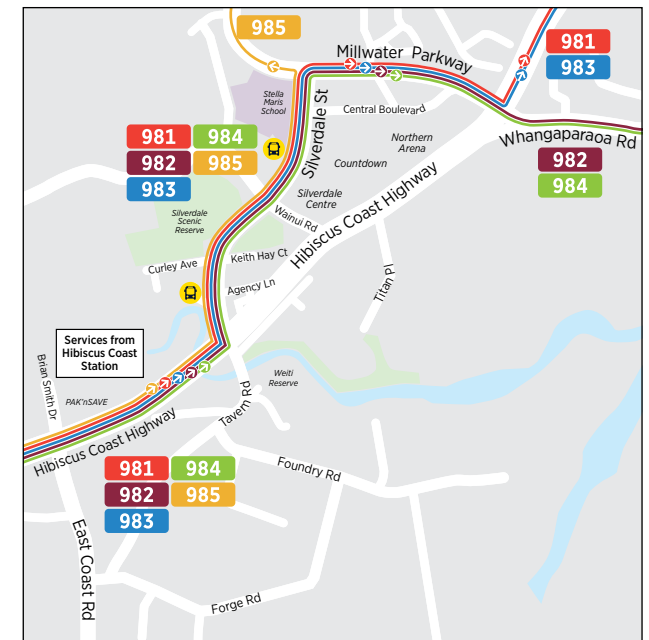 985
Millwater Parkway
981
983
Stella
Maris
School
Silverdale St
Central Boulevard
Northern
Arena
Whangaparaoa Rd
981 984
982 985
983
Countdown
982
984
Silverdale
Centre
Hibiscus Coast Highway
Silverdale
Scenic
Reserve
Wainui Rd
Keith Hay Ct
Curley Ave
Agency Ln
Titan Pl
Services from
Hibiscus Coast
Station
Brian Smith Dr
PAK'nSAVE
Weiti
Reserve
Tavern Rd
Hibiscus Coast Highway
981 984
982 985
983
Foundry Rd
East Coast Rd
Forge Rd